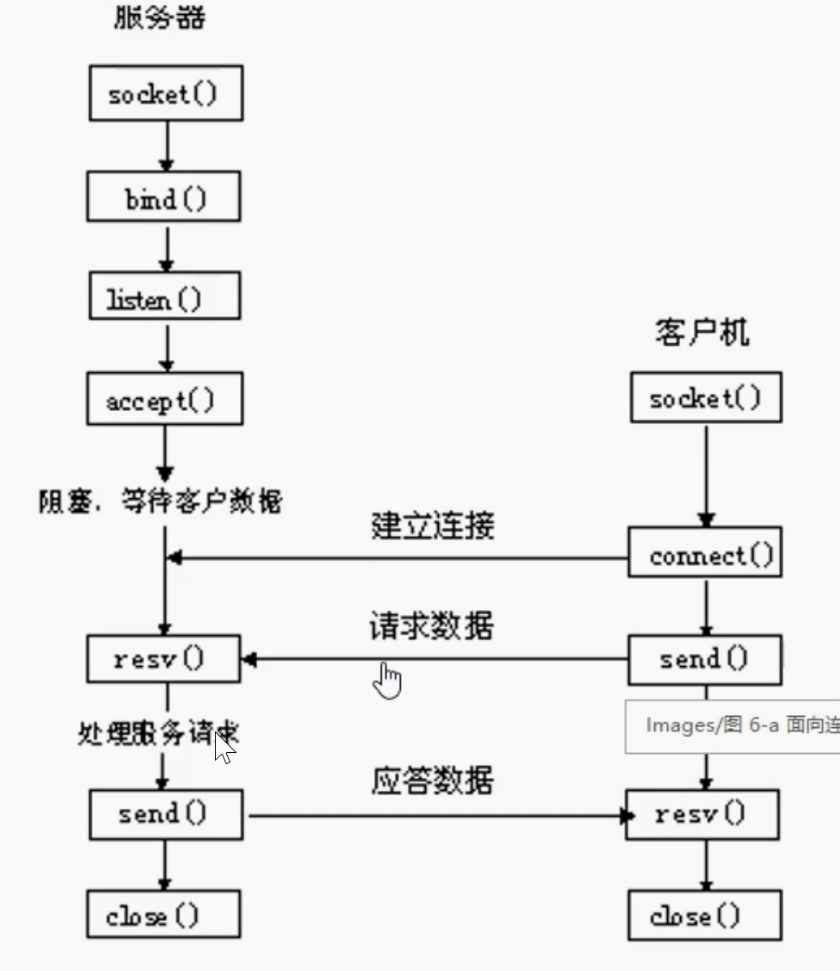 服务器
socket()
bind()
listen()
accept()
阻塞，等待客户数据
resv()
处理服务请求
send()
close()
建立连接
请求数据
应答数据
客户机
socket()
connect()
send()
Images/图 6-a 面向连
resv()
close()